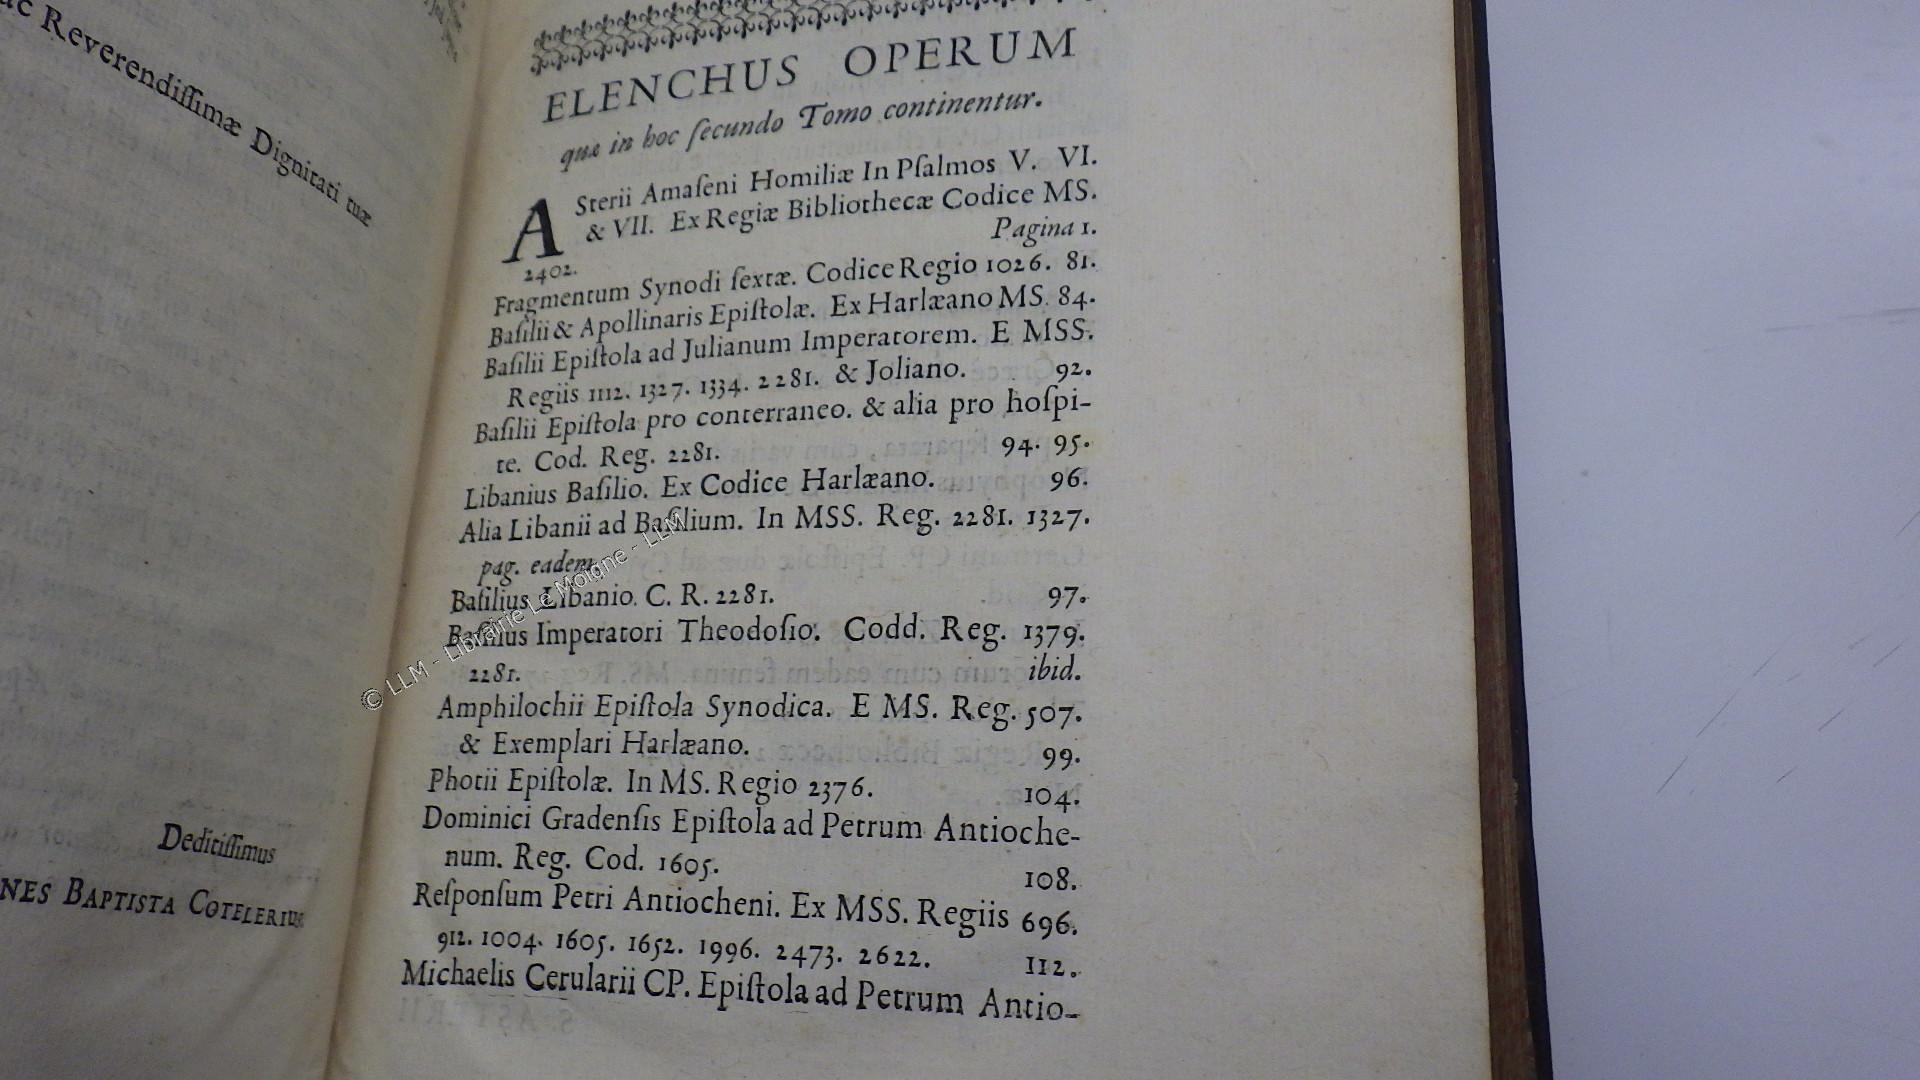 ac Reverendiſſimæ Dignitati tuæ
Deditiſſimus
NES BAPTISTA COTELERIUS
ELENCHUS OPERUM
quæ in hoc ſecundo Tomo continentur.
ASterii Amaſeni Homiliæ In Pſalmos V. VI.
& VII. Ex Regiæ Bibliothecæ Codice MS.
2402. Pagina 1.
Fragmentum Synodi ſextæ. Codice Regio 1026. 81.
Baſilii & Apollinaris Epiſtolæ. Ex Harlæano MS. 84.
Baſilii Epiſtola ad Julianum Imperatorem. E MSS.
Regiis 1112. 1327. 1334. 2281. & Joliano. 92.
Baſilii Epiſtola pro conterraneo. & alia pro hoſpi-
te. Cod. Reg. 2281. 94. 95.
Libanius Baſilio. Ex Codice Harlæano. 96.
Alia Libanii ad Baſilium. In MSS. Reg. 2281. 1327.
pag. eadem.
Baſilius Libanio. C. R. 2281. 97.
Baſilius Imperatori Theodoſio. Codd. Reg. 1379.
2281. ibid.
Amphilochii Epiſtola Synodica. E MS. Reg. 507.
& Exemplari Harlæano. 99.
Photii Epiſtolæ. In MS. Regio 2376. 104.
Dominici Gradenſis Epiſtola ad Petrum Antioche-
num. Reg. Cod. 1605. 108.
Reſponſum Petri Antiocheni. Ex MSS. Regiis 696.
912. 1004. 1605. 1652. 1996. 2473. 2622. 112.
Michaelis Cerularii CP. Epiſtola ad Petrum Antio-
© LLM - Librairie Le Moigne - LLM